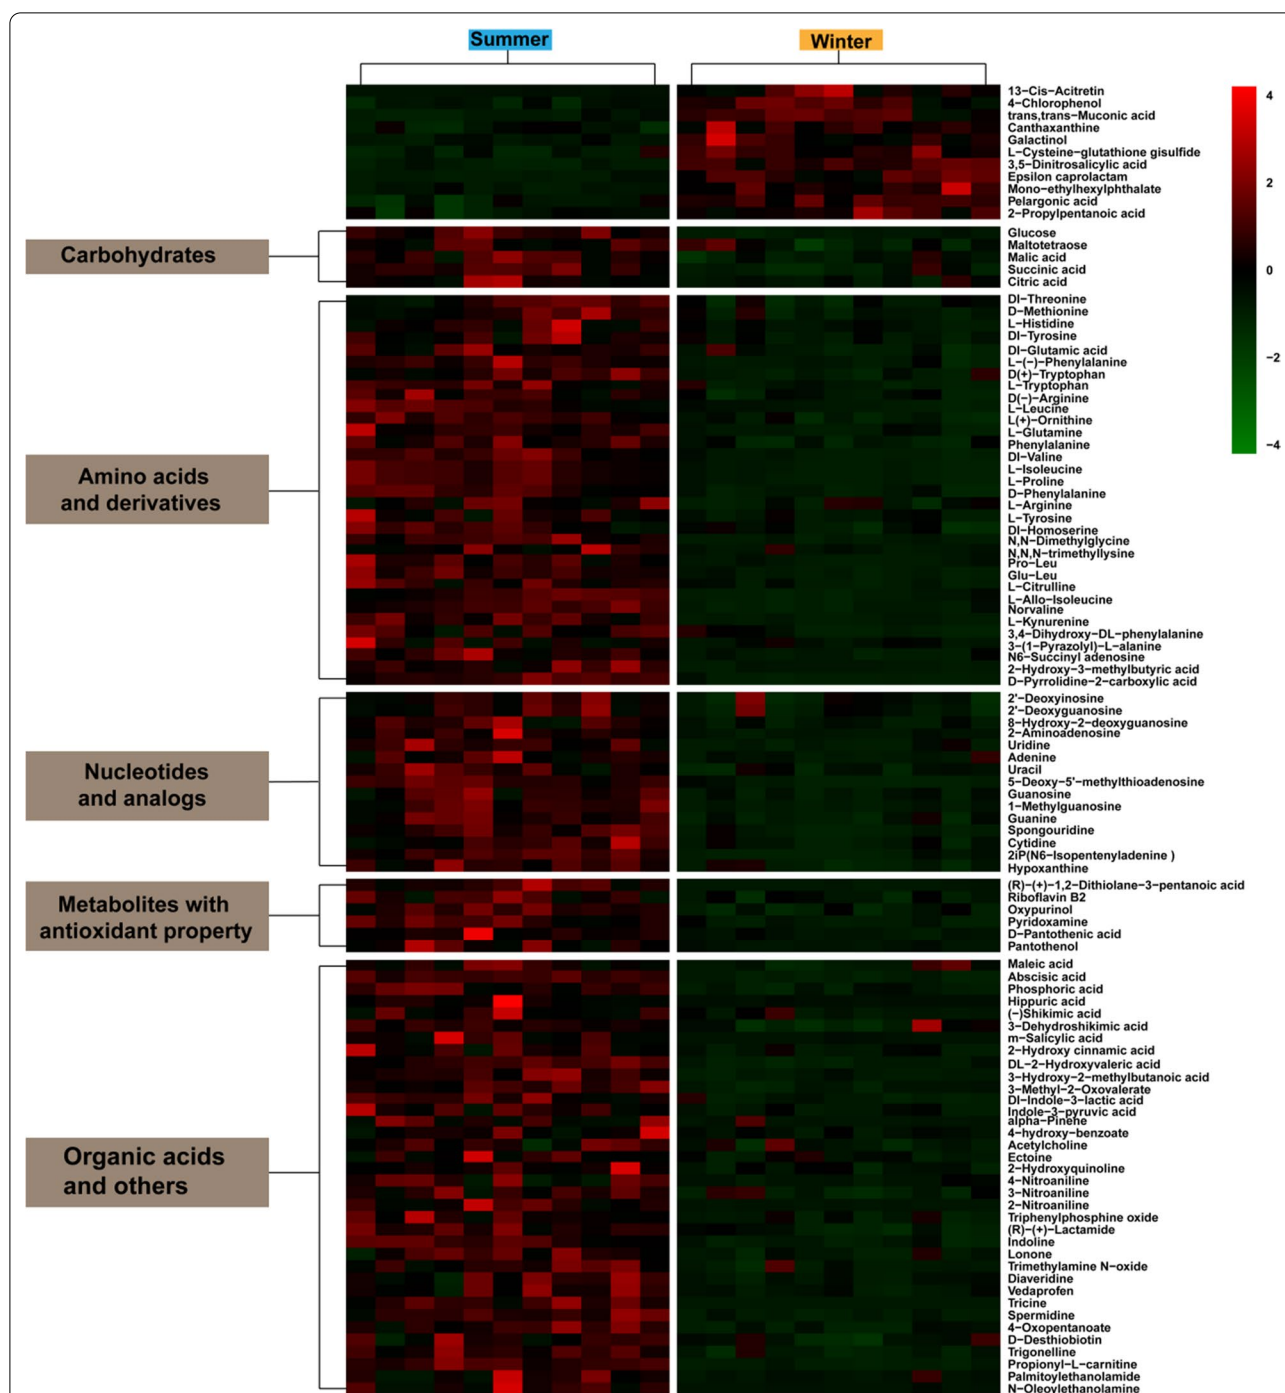 Summer
Winter
13−Cis−Acitretin
4−Chlorophenol
trans,trans−Muconic acid
Canthaxanthine
Galactinol
L−Cysteine−glutathione gisulfide
3,5−Dinitrosalicylic acid
Epsilon caprolactam
Mono−ethylhexylphthalate
Pelargonic acid
2−Propylpentanoic acid
4
2
0
−2
−4
Carbohydrates
Glucose
Maltotetraose
Malic acid
Succinic acid
Citric acid
Amino acids
and derivatives
Dl−Threonine
D−Methionine
L−Histidine
Dl−Tyrosine
Dl−Glutamic acid
L−(−)−Phenylalanine
D(+)−Tryptophan
L−Tryptophan
D(−)−Arginine
L−Leucine
L(+)−Ornithine
L−Glutamine
Phenylalanine
Dl−Valine
L−Isoleucine
L−Proline
D−Phenylalanine
L−Arginine
L−Tyrosine
Dl−Homoserine
N,N−Dimethylglycine
N,N,N−trimethyllysine
Pro−Leu
Glu−Leu
L−Citrulline
L−Allo−Isoleucine
Norvaline
L−Kynurenine
3,4−Dihydroxy−DL−phenylalanine
3−(1−Pyrazolyl)−L−alanine
N6−Succinyl adenosine
2−Hydroxy−3−methylbutyric acid
D−Pyrrolidine−2−carboxylic acid
Nucleotides
and analogs
2'−Deoxyinosine
2'−Deoxyguanosine
8−Hydroxy−2−deoxyguanosine
2−Aminoadenosine
Uridine
Adenine
Uracil
5−Deoxy−5'−methylthioadenosine
Guanosine
1−Methylguanosine
Guanine
Spongouridine
Cytidine
2iP(N6−Isopentenyladenine )
Hypoxanthine
Metabolites with
antioxidant property
(R)−(+)−1,2−Dithiolane−3−pentanoic acid
Riboflavin B2
Oxypurinol
Pyridoxamine
D−Pantothenic acid
Pantothenol
Organic acids
and others
Maleic acid
Abscisic acid
Phosphoric acid
Hippuric acid
(−)Shikimic acid
3−Dehydroshikimic acid
m−Salicylic acid
2−Hydroxy cinnamic acid
DL−2−Hydroxyvaleric acid
3−Hydroxy−2−methylbutanoic acid
3−Methyl−2−Oxovalerate
Dl−Indole−3−lactic acid
Indole−3−pyruvic acid
alpha−Pinene
4−hydroxy−benzoate
Acetylcholine
Ectoine
2−Hydroxyquinoline
4−Nitroaniline
3−Nitroaniline
2−Nitroaniline
Triphenylphosphine oxide
(R)−(+)−Lactamide
Indoline
Lonone
Trimethylamine N−oxide
Diaveridine
Vedaprofen
Tricine
Spermidine
4−Oxopentanoate
D−Desthiobiotin
Trigonelline
Propionyl−L−carnitine
Palmitoylethanolamide
N−Oleoylethanolamine